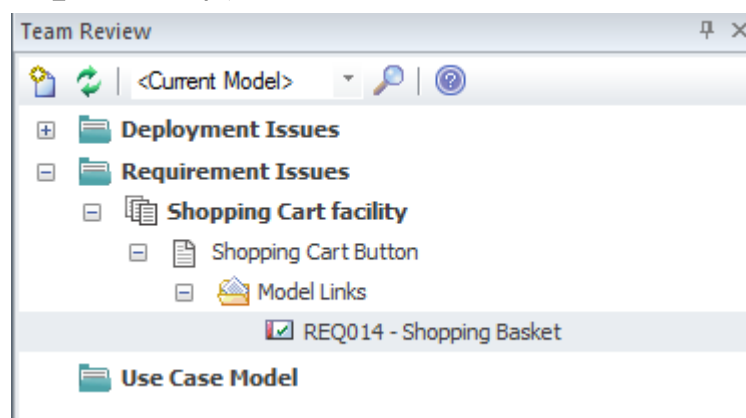 Team Review
<Current Model>
Deployment Issues
Requirement Issues
Shopping Cart facility
Shopping Cart Button
Model Links
REQ014 - Shopping Basket
Use Case Model